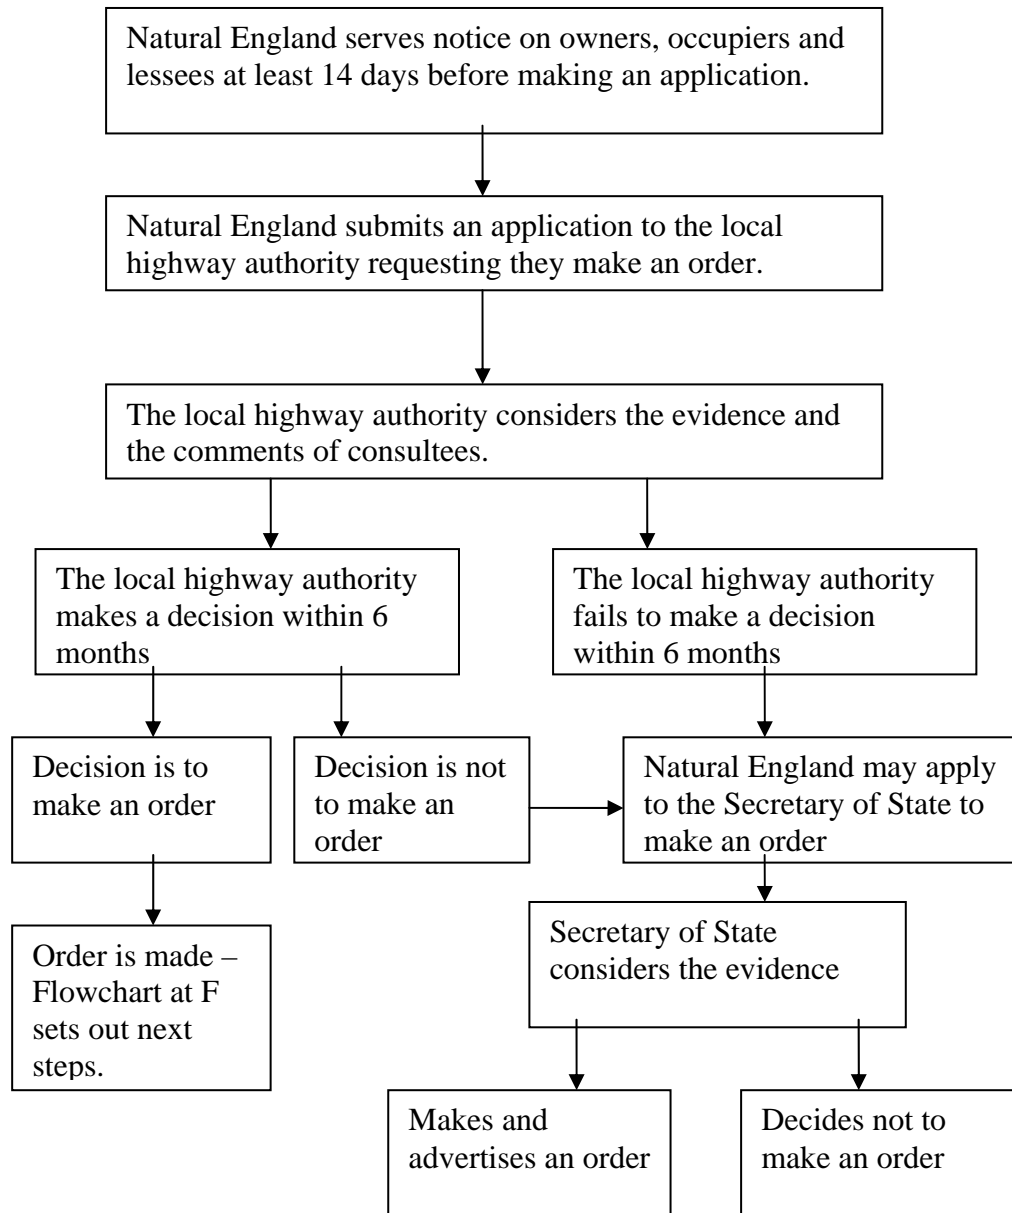 Natural England serves notice on owners, occupiers and
lessees at least 14 days before making an application.
Natural England submits an application to the local
highway authority requesting they make an order.
The local highway authority considers the evidence and
the comments of consultees.
The local highway authority
makes a decision within 6
months
The local highway authority
fails to make a decision
within 6 months
Decision is to
make an order
Decision is not
to make an
order
Natural England may apply
to the Secretary of State to
make an order
Order is made –
Flowchart at F
sets out next
steps.
Secretary of State
considers the evidence
Makes and
advertises an order
Decides not to
make an order